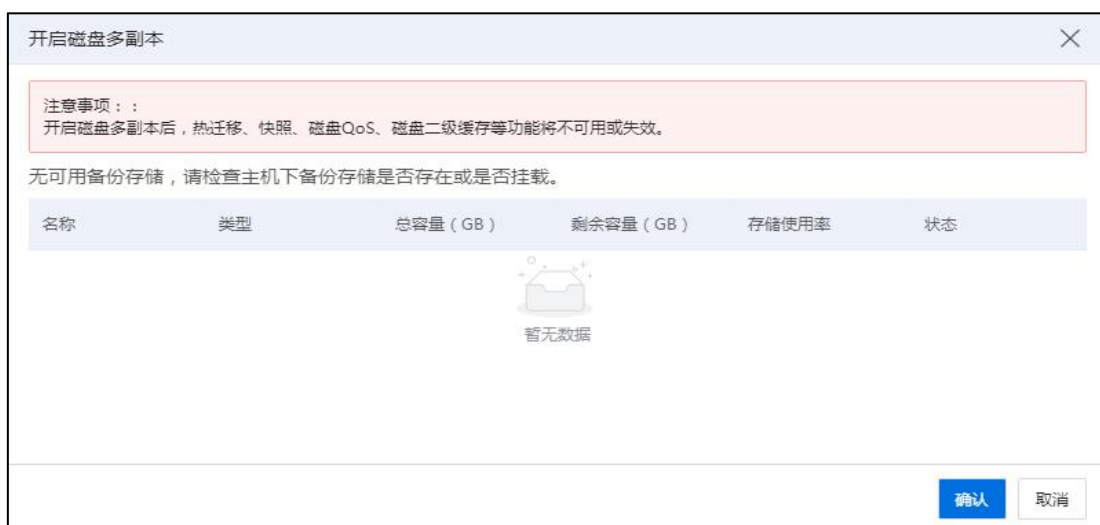 开启磁盘多副本
注意事项：：
开启磁盘多副本后，热迁移、快照、磁盘QoS、磁盘二级缓存等功能将不可用或失效。
无可用备份存储，请检查主机下备份存储是否存在或是否挂载。
名称 类型 总容量（GB） 剩余容量（GB） 存储使用率 状态
暂无数据
确认 取消